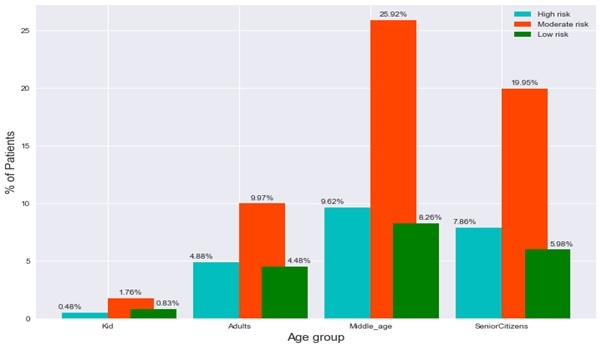 High risk
Moderate risk
Low risk
% of Patients
25
20
15
10
5
0
0.48%
1.76%
0.83%
4.88%
9.97%
4.48%
9.62%
25.92%
8.26%
7.86%
19.95%
5.98%
Kid
Adults
Middle_age
SeniorCitizens
Age group